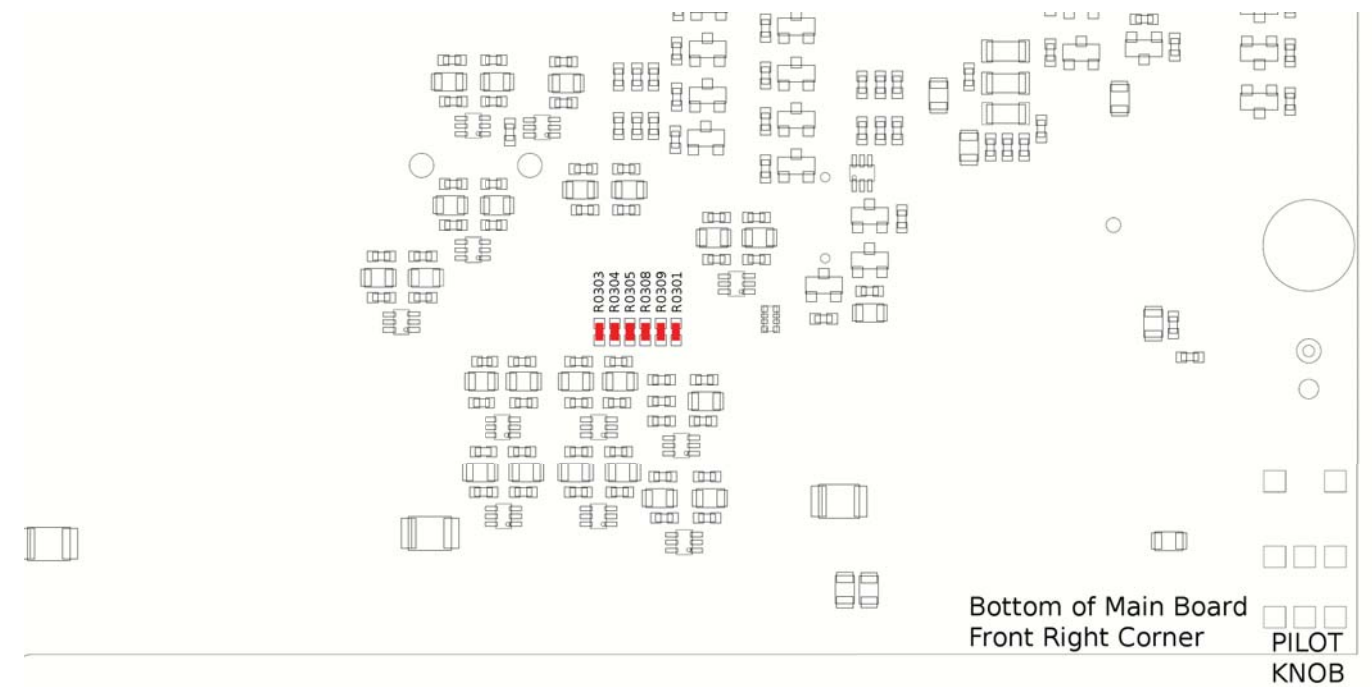 R0303
R0304
R0305
R0308
R0309
R0301
Bottom of Main Board
Front Right Corner
PILOT
KNOB